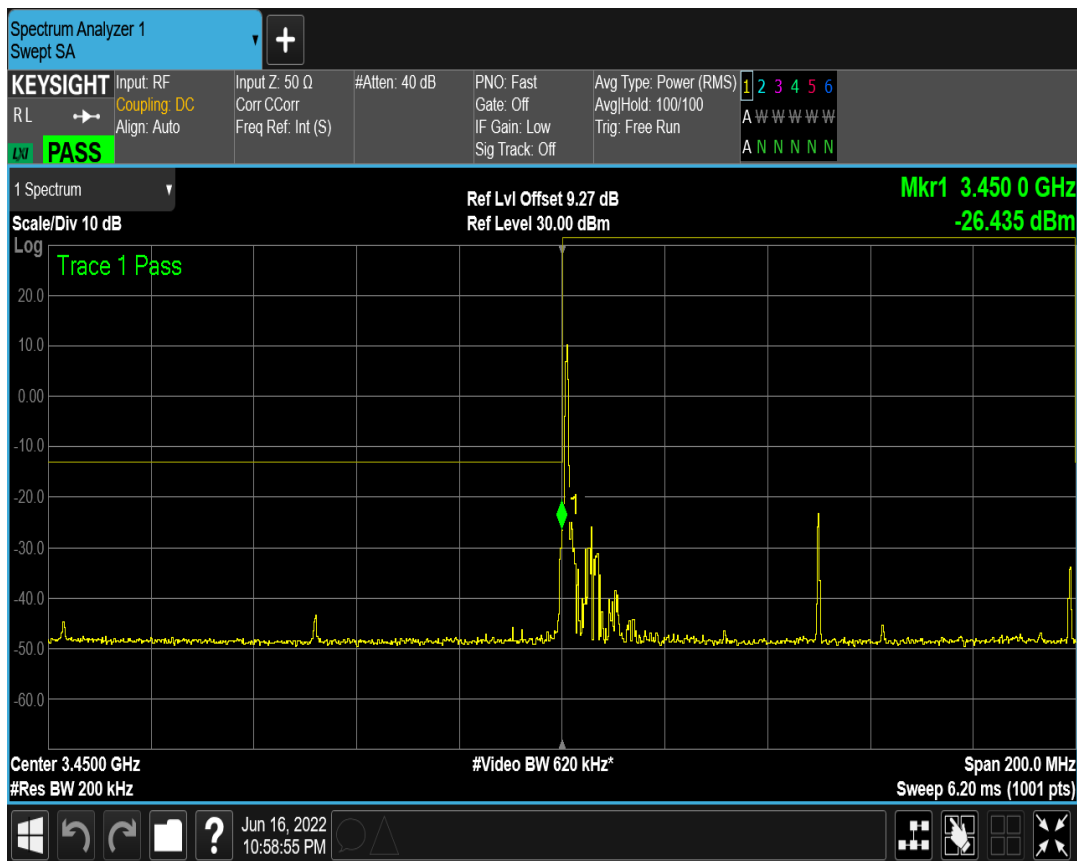 Spectrum Analyzer 1
Swept SA
+
KEYSIGHT Input: RF Input Z: 50 Ω #Atten: 40 dB PNO: Fast Avg Type: Power (RMS) 1 2 3 4 5 6
RL Coupling: DC Corr CCorr Gate: Off Avg|Hold: 100/100 A W W W W W
Align: Auto Freq Ref: Int (S) IF Gain: Low Trig: Free Run
LXI PASS Sig Track: Off A N N N N N
1 Spectrum Ref Lvl Offset 9.27 dB Mkr1 3.450 0 GHz
Scale/Div 10 dB Ref Level 30.00 dBm -26.435 dBm
Log
Trace 1 Pass
20.0
10.0
0.00
-10.0
-20.0
1
-30.0
-40.0
-50.0
-60.0
Center 3.4500 GHz #Video BW 620 kHz* Span 200.0 MHz
#Res BW 200 kHz Sweep 6.20 ms (1001 pts)
? Jun 16, 2022
10:58:55 PM